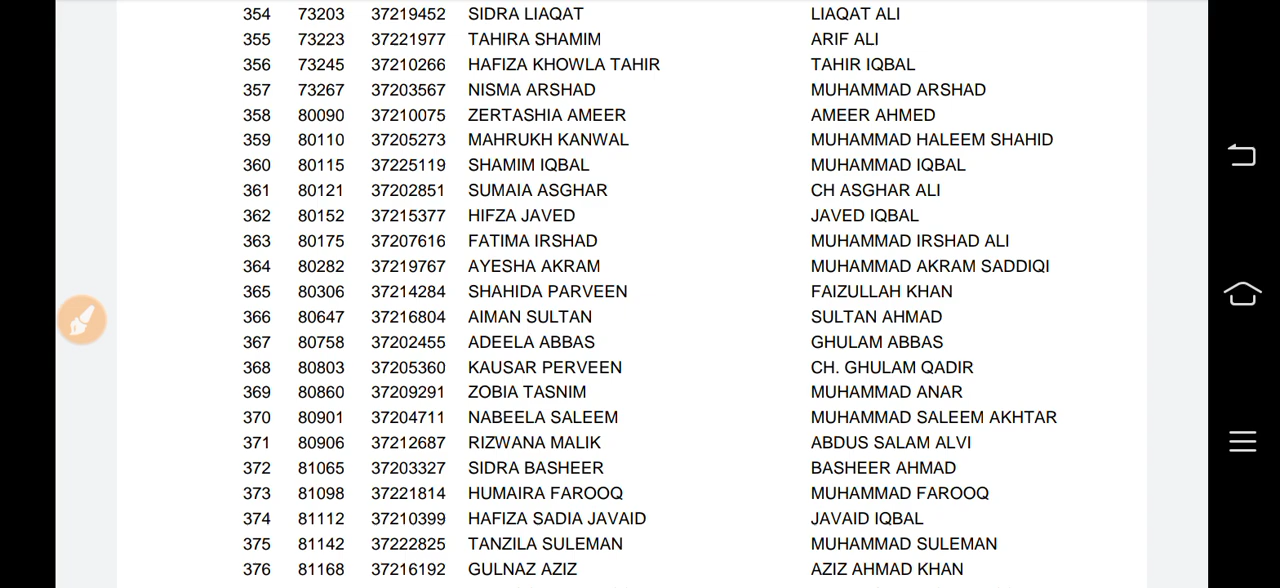 354 73203 37219452 SIDRA LIAQAT LIAQAT ALI
355 73223 37221977 TAHIRA SHAMIM ARIF ALI
356 73245 37210266 HAFIZA KHOWLA TAHIR TAHIR IQBAL
357 73267 37203567 NISMA ARSHAD MUHAMMAD ARSHAD
358 80090 37210075 ZERTASHIA AMEER AMEER AHMED
359 80110 37205273 MAHRUKH KANWAL MUHAMMAD HALEEM SHAHID
360 80115 37225119 SHAMIM IQBAL MUHAMMAD IQBAL
361 80121 37202851 SUMAIA ASGHAR CH ASGHAR ALI
362 80152 37215377 HIFZA JAVED JAVED IQBAL
363 80175 37207616 FATIMA IRSHAD MUHAMMAD IRSHAD ALI
364 80282 37219767 AYESHA AKRAM MUHAMMAD AKRAM SADDIQI
365 80306 37214284 SHAHIDA PARVEEN FAIZULLAH KHAN
366 80647 37216804 AIMAN SULTAN SULTAN AHMAD
367 80758 37202455 ADEELA ABBAS GHULAM ABBAS
368 80803 37205360 KAUSAR PERVEEN CH. GHULAM QADIR
369 80860 37209291 ZOBIA TASNIM MUHAMMAD ANAR
370 80901 37204711 NABEELA SALEEM MUHAMMAD SALEEM AKHTAR
371 80906 37212687 RIZWANA MALIK ABDUS SALAM ALVI
372 81065 37203327 SIDRA BASHEER BASHEER AHMAD
373 81098 37221814 HUMAIRA FAROOQ MUHAMMAD FAROOQ
374 81112 37210399 HAFIZA SADIA JAVAID JAVAID IQBAL
375 81142 37222825 TANZILA SULEMAN MUHAMMAD SULEMAN
376 81168 37216192 GULNAZ AZIZ AZIZ AHMAD KHAN